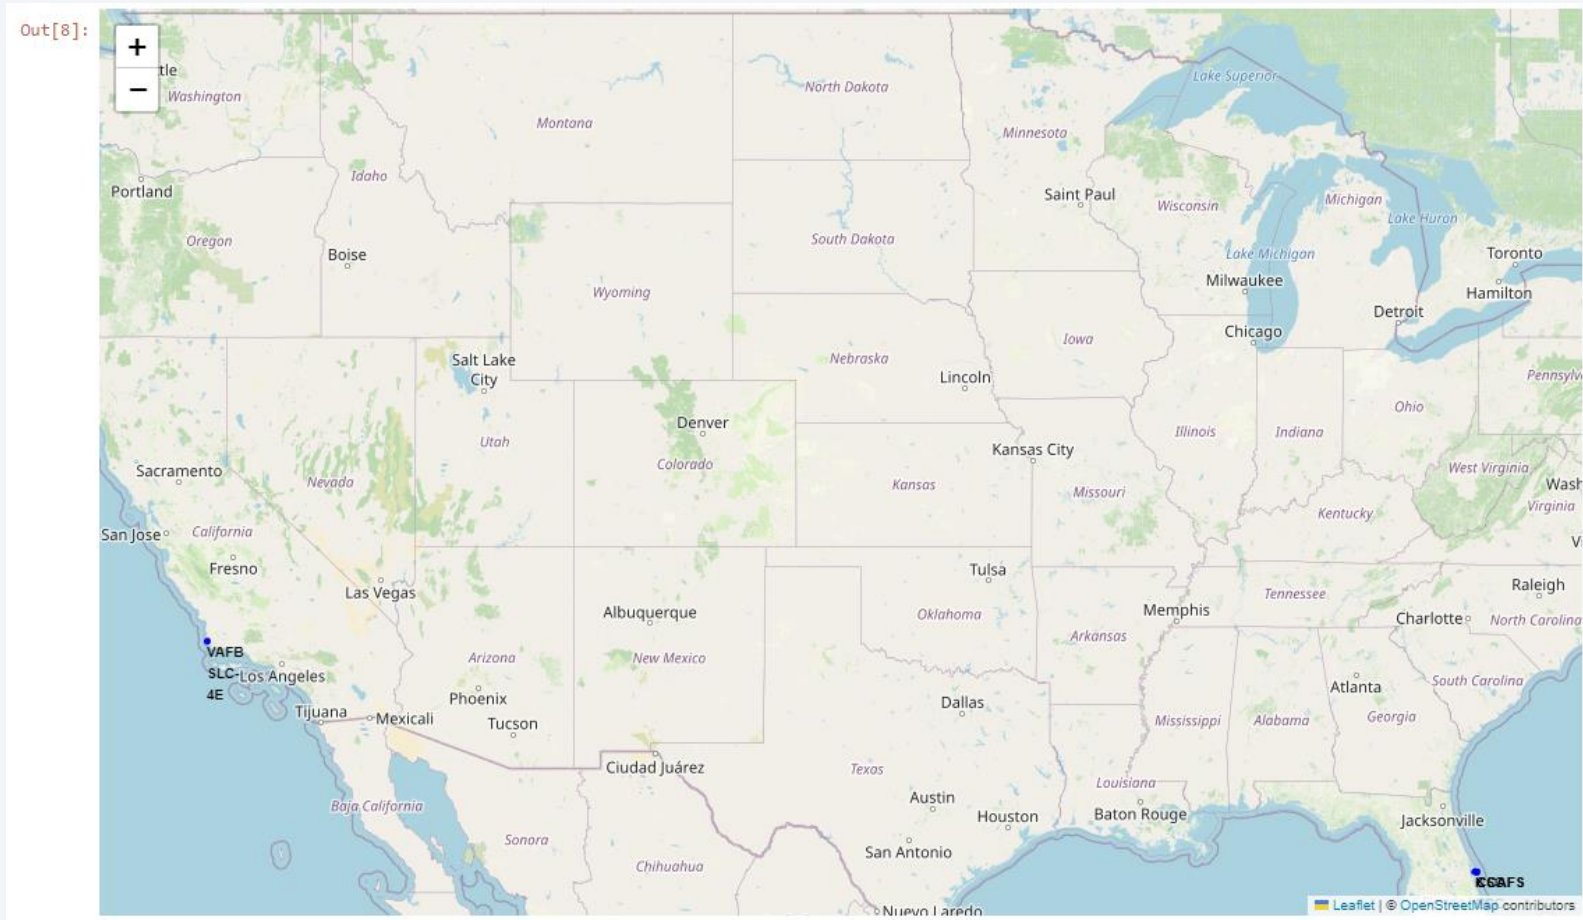 Out[8]:
+
−
tle
Washington
Portland
Oregon
Idaho
Boise
Montana
Wyoming
North Dakota
South Dakota
Minnesota
Saint Paul
Wisconsin
Lake Superior
Michigan
Lake Huron
Lake Michigan
Milwaukee
Toronto
Hamilton
Detroit
Chicago
Iowa
Nebraska
Lincoln
Salt Lake
City
Utah
Denver
Colorado
Pennsylv
Ohio
Illinois
Indiana
Kansas City
Kansas
Missouri
West Virginia
Wash
Virginia
Kentucky
Sacramento
Nevada
San Jose
California
Fresno
Las Vegas
Tulsa
Oklahoma
Albuquerque
New Mexico
Arizona
Phoenix
Tucson
Memphis
Tennessee
Arkansas
Raleigh
Charlotte
North Carolina
South Carolina
Atlanta
Georgia
Alabama
Mississippi
VAFB
SLC-
4E
Los Angeles
Tijuana
Mexicali
Dallas
Ciudad Juárez
Texas
Louisiana
Austin
Houston
Baton Rouge
San Antonio
Jacksonville
Baja California
Sonora
Chihuahua
Nuevo Laredo
Leaflet | © OpenStreetMap contributors